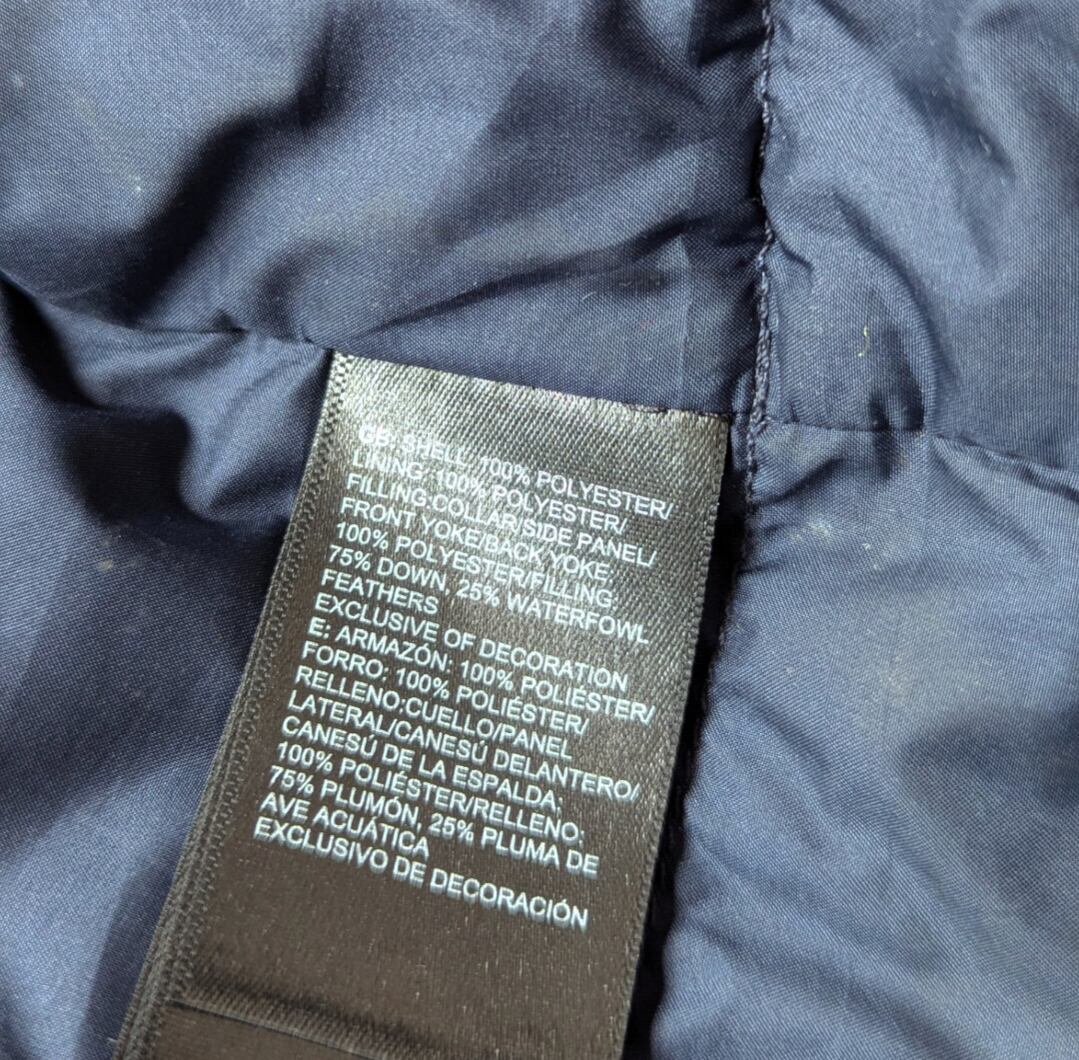 GB: SHELL: 100% POLYESTER/
LINING: 100% POLYESTER/
FILLING:COLLAR/SIDE PANEL/
FRONT YOKE/BACK YOKE;
100% POLYESTER/FILLING;
75% DOWN, 25% WATERFOWL
FEATHERS
EXCLUSIVE OF DECORATION
E: ARMAZÓN: 100% POLIÉSTER/
FORRO: 100% POLIÉSTER/
RELLENO:CUELLO/PANEL
LATERAL/CANESÚ DELANTERO/
CANESÚ DE LA ESPALDA;
100% POLIÉSTER/RELLENO;
75% PLUMÓN, 25% PLUMA DE
AVE ACUÁTICA
EXCLUSIVO DE DECORACIÓN